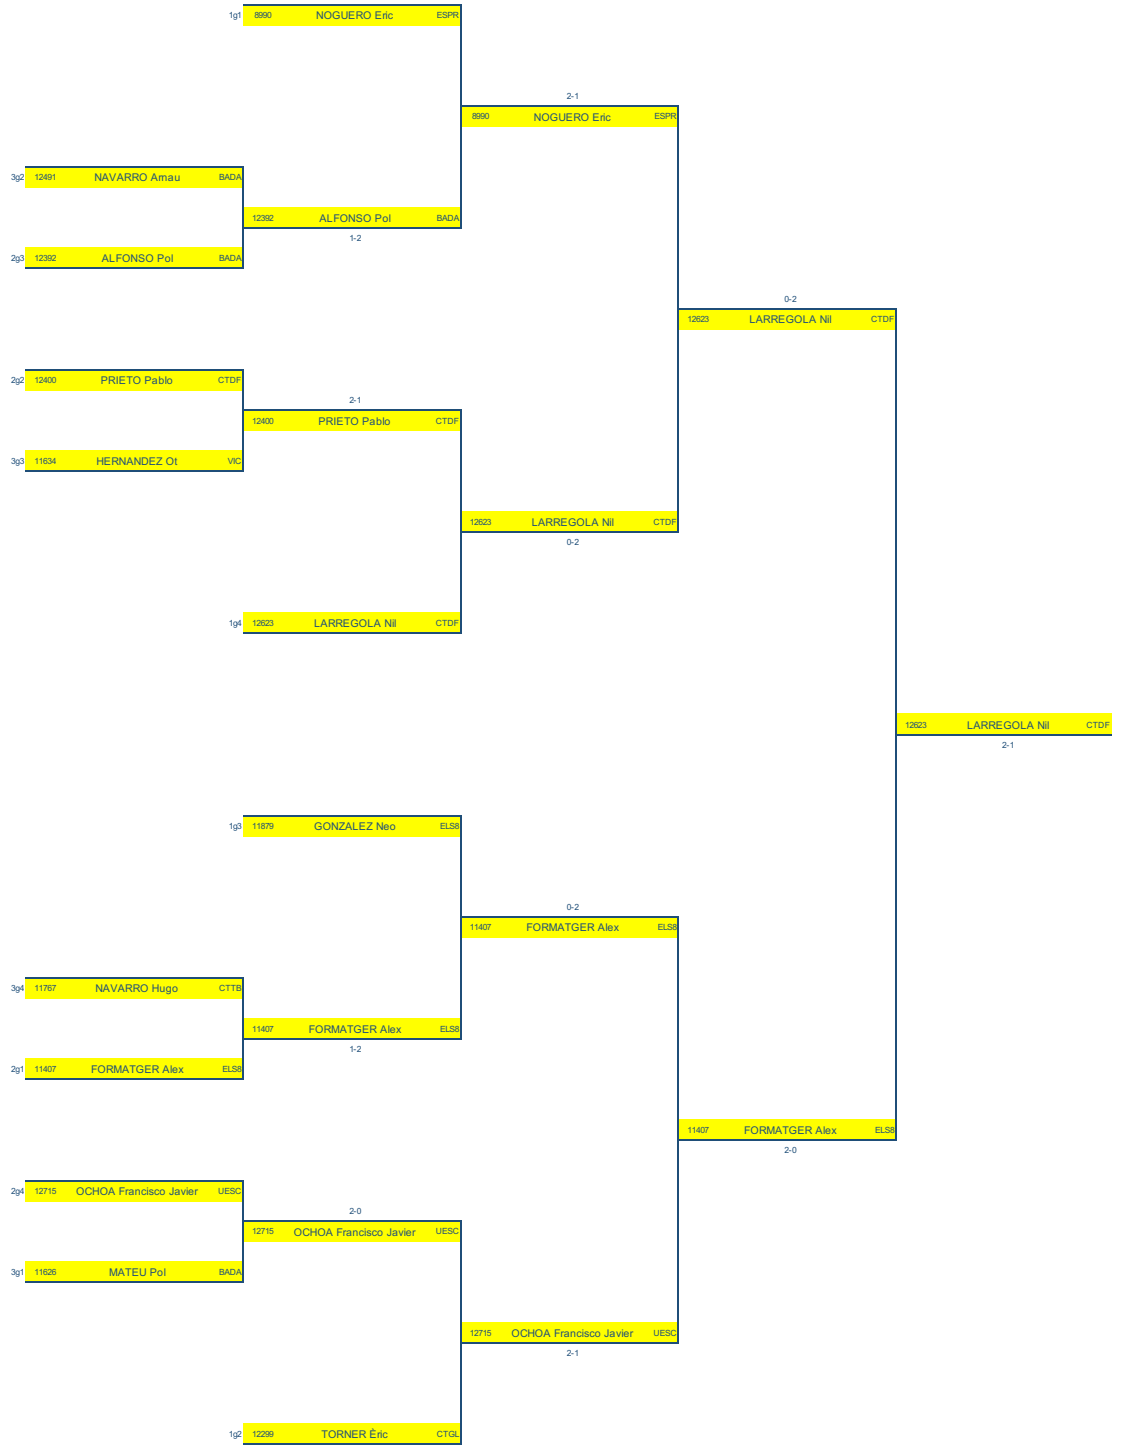 1g1 8990 NOGUERO Eric ESPR
2-1
8990 NOGUERO Eric ESPR
3g2 12491 NAVARRO Arnau BADA
12392 ALFONSO Pol BADA
1-2
2g3 12392 ALFONSO Pol BADA
0-2
12623 LARREGOLA Nil CTDF
2g2 12400 PRIETO Pablo CTDF
2-1
12400 PRIETO Pablo CTDF
3g3 11634 HERNANDEZ Ot VIC
12623 LARREGOLA Nil CTDF
0-2
1g4 12623 LARREGOLA Nil CTDF
12623 LARREGOLA Nil CTDF
2-1
1g3 11879 GONZALEZ Neo ELS8
0-2
11407 FORMATGER Alex ELS8
3g4 11767 NAVARRO Hugo CTTB
11407 FORMATGER Alex ELS8
1-2
2g1 11407 FORMATGER Alex ELS8
11407 FORMATGER Alex ELS8
2-0
2g4 12715 OCHOA Francisco Javier UESC
2-0
12715 OCHOA Francisco Javier UESC
3g1 11626 MATEU Pol BADA
12715 OCHOA Francisco Javier UESC
2-1
1g2 12299 TORNER Èric CTGL